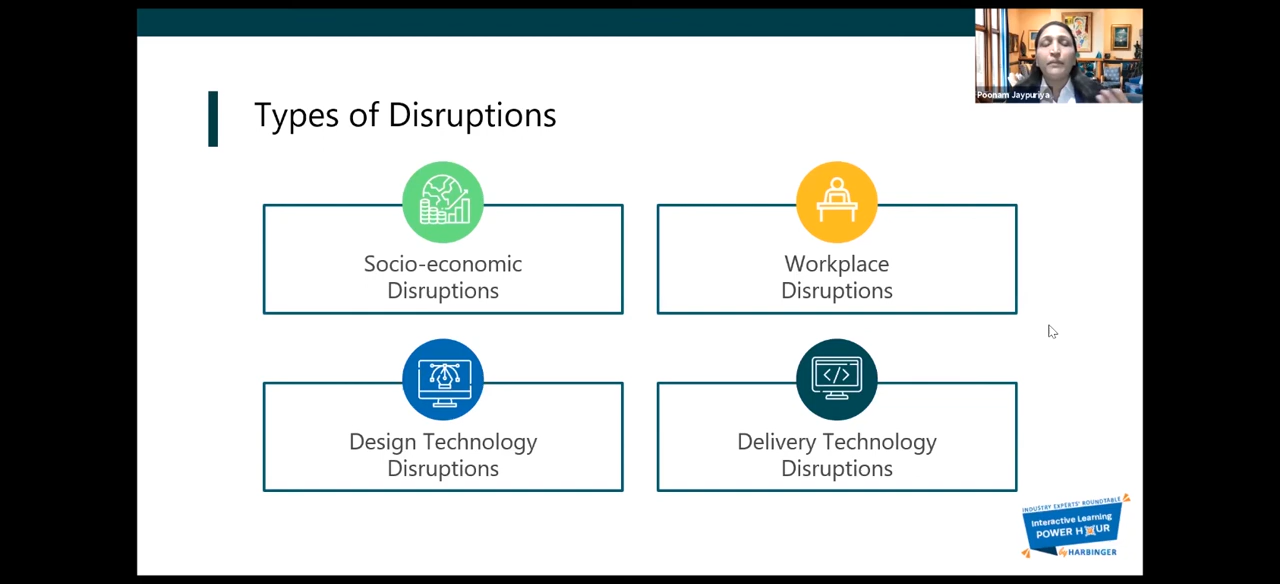 Poonam Jaypuriya
Types of Disruptions
Socio-economic
Disruptions
Workplace
Disruptions
</>
Design Technology
Disruptions
Delivery Technology
Disruptions
INDUSTRY EXPERTS' ROUNDTABLE
Interactive Learning
POWER HOUR
by HARBINGER